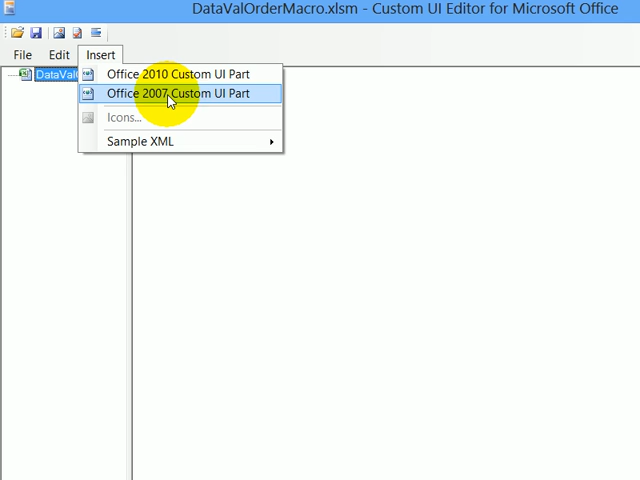 DataValOrderMacro.xlsm - Custom UI Editor for Microsoft Office
File Edit Insert
DataValO
Office 2010 Custom UI Part
Office 2007 Custom UI Part
Icons...
Sample XML